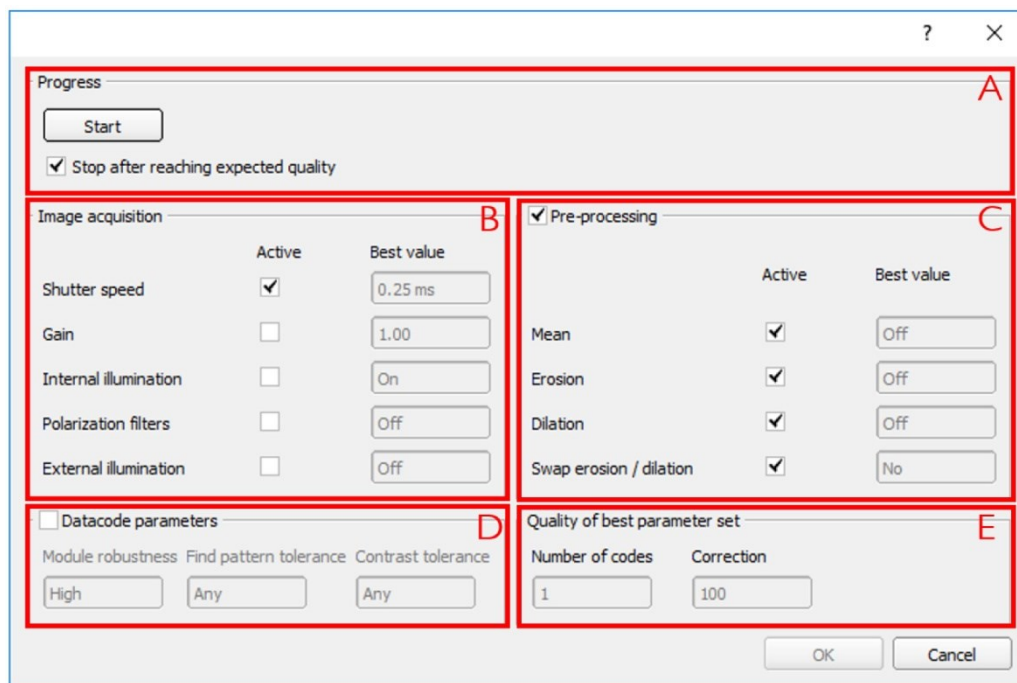 ?
Progress
A
Start
Stop after reaching expected quality
Image acquisition
B
Active Best value
Shutter speed 0.25 ms
Gain 1.00
Internal illumination On
Polarization filters Off
External illumination Off
Pre-processing
C
Active Best value
Mean Off
Erosion Off
Dilation Off
Swap erosion / dilation No
Datacode parameters
D
Module robustness Find pattern tolerance Contrast tolerance
High Any Any
Quality of best parameter set
E
Number of codes Correction
1 100
OK Cancel